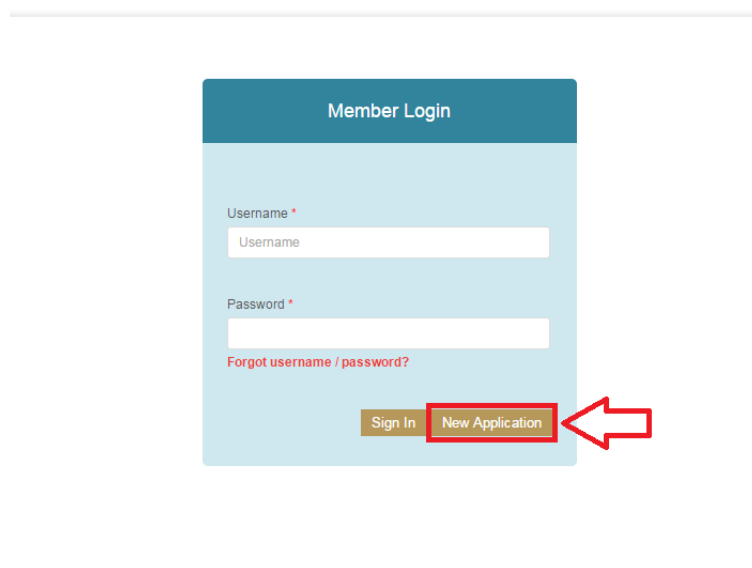 Member Login
Username *
Username
Password *
Forgot username / password?
Sign In New Application